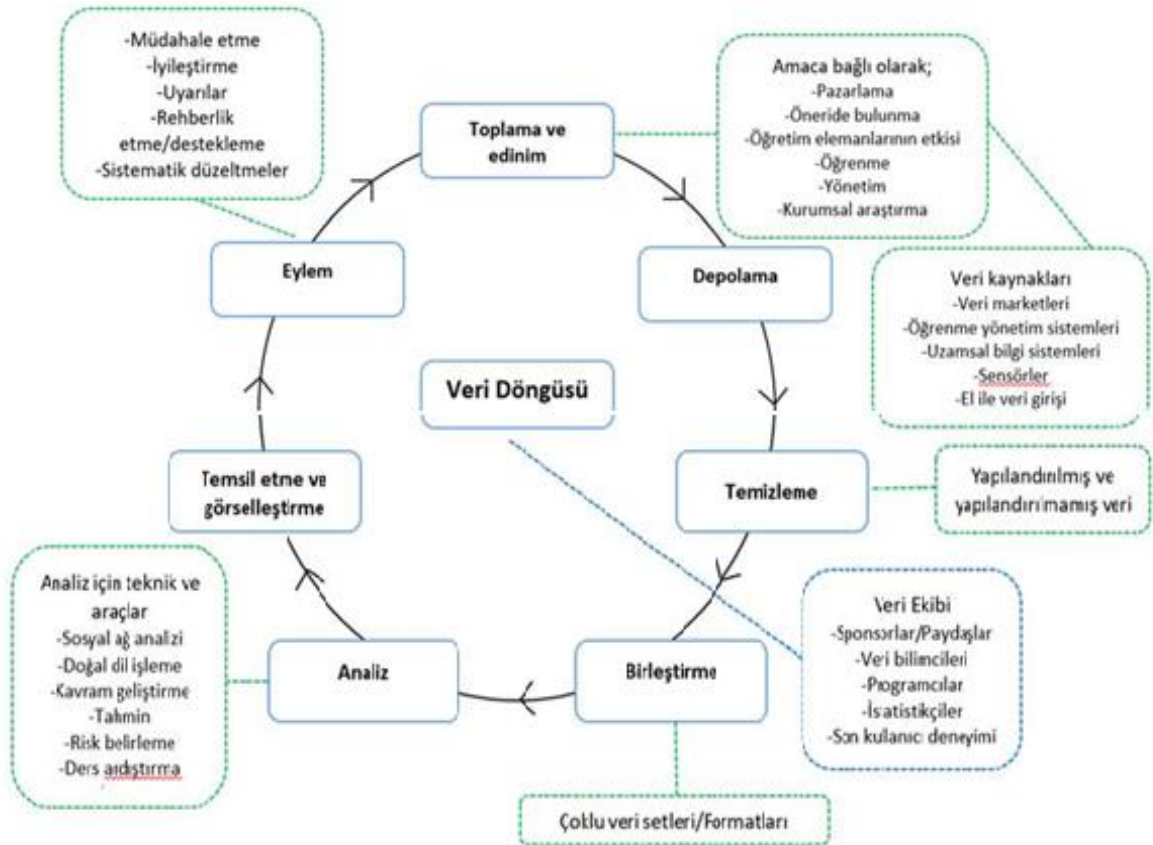 -Müdahale etme
-İyileştirme
-Uyarılar
-Rehberlik
etme/destekleme
-Sistematik düzeltmeler
Toplama ve
edinim
Amaca bağlı olarak;
-Pazarlama
-Öneride bulunma
-Öğretim elemanlarının etkisi
-Öğrenme
-Yönetim
-Kurumsal araştırma
Eylem
Depolama
Veri kaynakları
-Veri marketleri
-Öğrenme yönetim sistemleri
-Uzamsal bilgi sistemleri
-Sensörler
-El ile veri girişi
Veri Döngüsü
Temsil etme ve
görselleştirme
Temizleme
Yapılandırılmış ve
yapılandırılmamış veri
Analiz için teknik ve
araçlar
-Sosyal ağ analizi
-Doğal dil işleme
-Kavram geliştirme
-Tahmin
-Risk belirleme
-Ders ardıştırma
Analiz
Birleştirme
Veri Ekibi
-Sponsorlar/Paydaşlar
-Veri bilimcileri
-Programcılar
-İstatistikçiler
-Son kullanıcı deneyimi
Çoklu veri setleri/Formatları